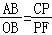 AB/OB = CP/PF